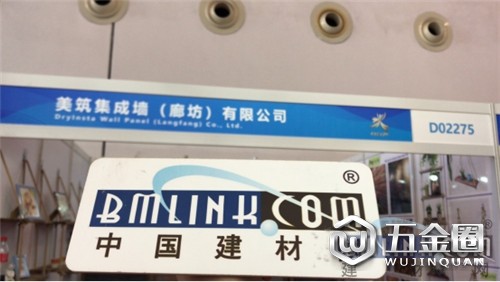 美筑集成墙（廊坊）有限公司
DryInsta Wall Panel (Langfang) Co., Ltd.
D02275
®
BMLINK.COM
中国建材
五金圈
WUJINQUAN